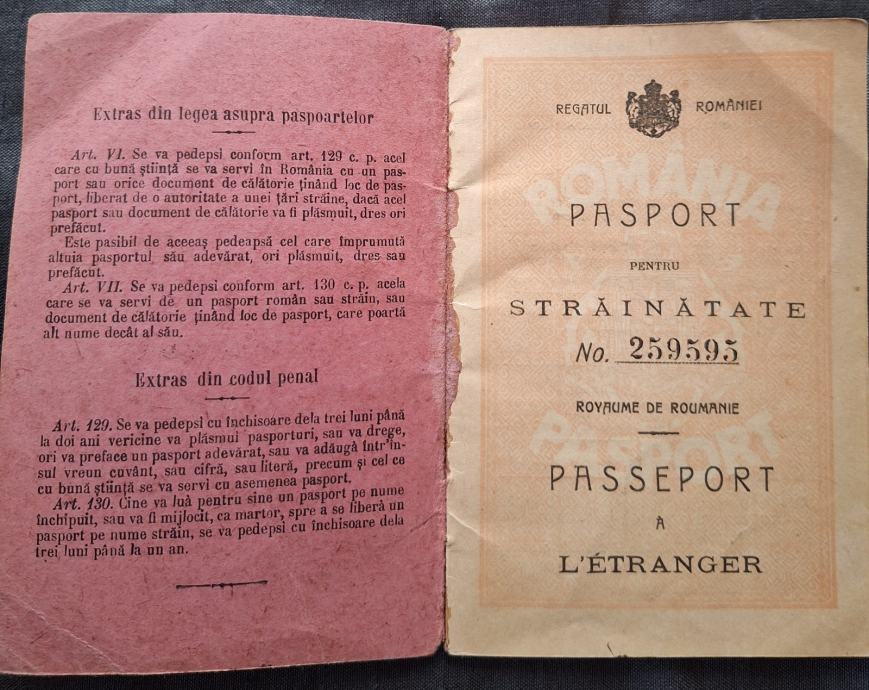 Extras din legea asupra paspoartelor
Art. VI. Se va pedepsi conform art. 129 c. p. acel
care cu bună știință se va servi în România cu un pas-
port sau orice document de călătorie ținând loc de pas-
port, liberat de o autoritate a unei țări străine, dacă acel
pasport sau document de călătorie va fi plăsmuit, dres ori
prefăcut.
Este pasibil de aceeaș pedeapsă cel care împrumută
altuia pasportul său adevărat, ori plăsmuit, dres sau
prefăcut.
Art. VII. Se va pedepsi conform art. 130 c. p. acela
care se va servi de un pasport român sau străin, sau
document de călătorie ținând loc de pasport, care poartă
alt nume decât al său.
Extras din codul penal
Art. 129. Se va pedepsi cu închisoare dela trei luni până
la doi ani vericine va plăsmui pasporturi, sau va drege,
ori va preface un pasport adevărat, sau va adăugà într'in-
sul vreun cuvânt, sau cifră, sau literă, precum și cel ce
cu bună știință se va servi cu asemenea pasport.
Art. 130. Cine va luà pentru sine un pasport pe nume
închipuit, sau va fi mijlocit, ca martor, spre a se liberà un
pasport pe nume străin, se va pedepsi cu închisoare dela
trei luni până la un an.
REGATUL ROMÂNIEI
ROMÂNIA
PASPORT
PENTRU
STRĂINĂTATE
No. 259595
ROYAUME DE ROUMANIE
PASPORT
PASSEPORT
A
L'ÉTRANGER